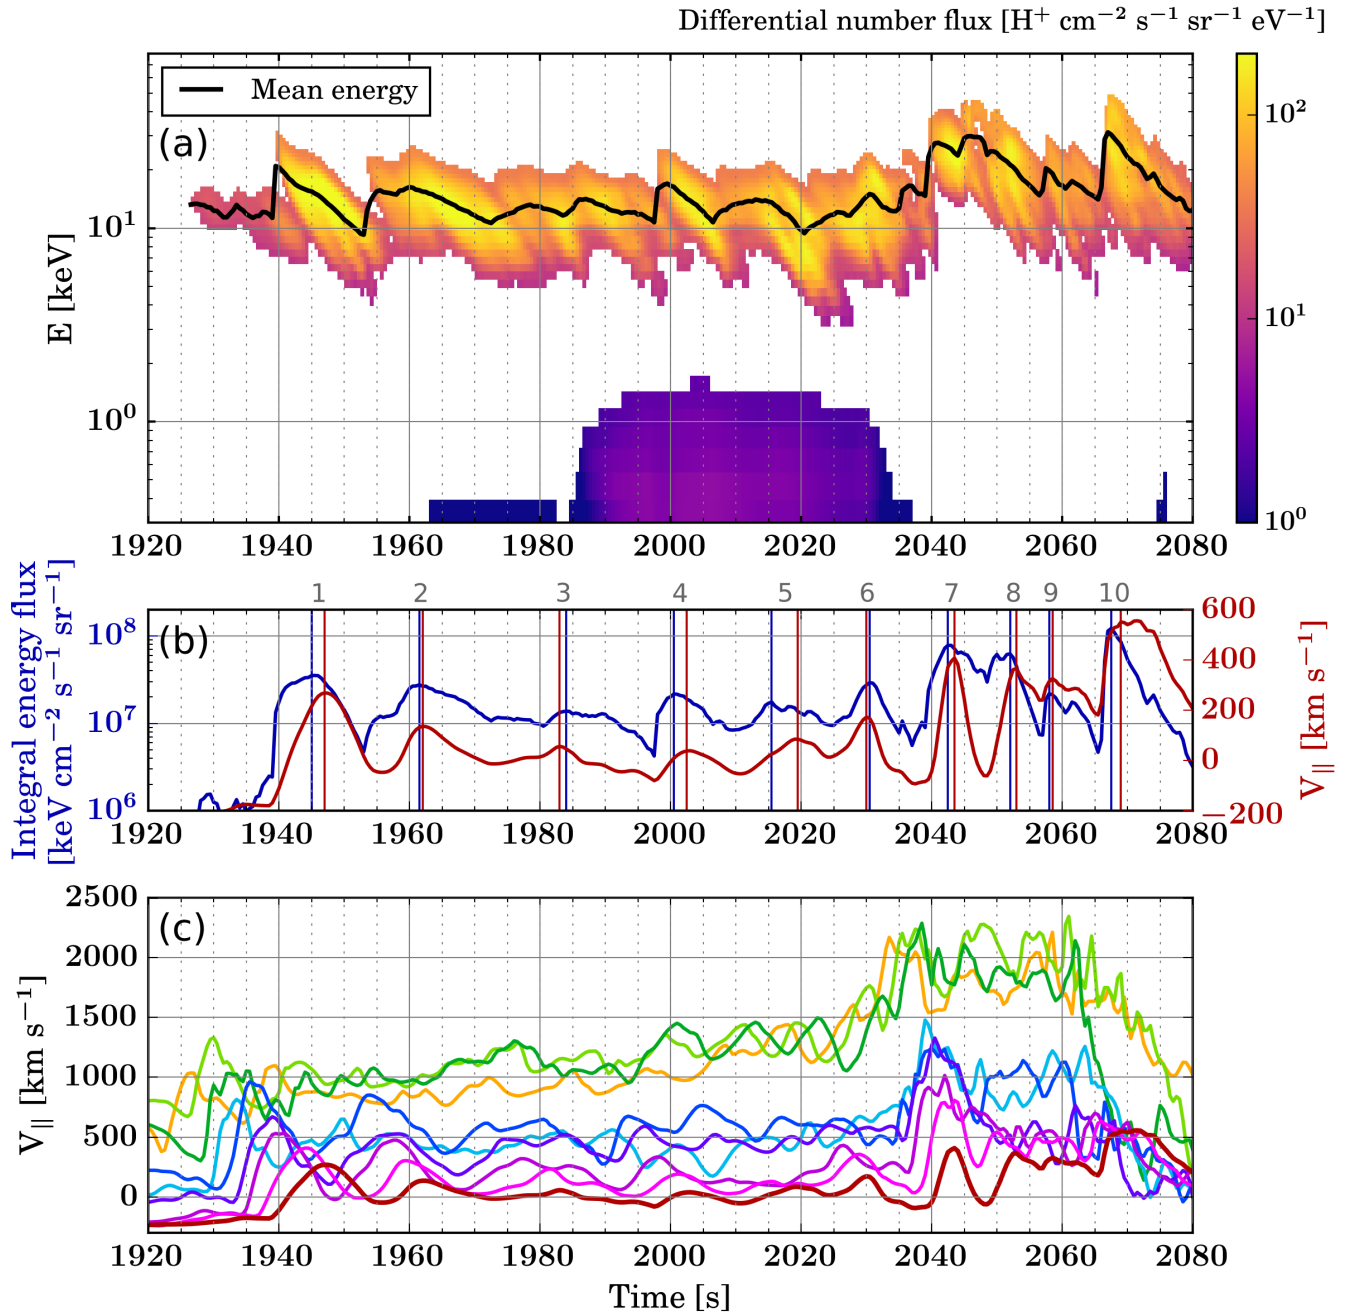 Differential number flux [H⁺ cm⁻² s⁻¹ sr⁻¹ eV⁻¹]
Mean energy
(a)
E [keV]
10¹
10⁰
10²
10¹
10⁰
1920 1940 1960 1980 2000 2020 2040 2060 2080
1 2 3 4 5 6 7 8 9 10
(b)
Integral energy flux
[keV cm⁻² s⁻¹ sr⁻¹]
10⁸
10⁷
10⁶
600
400
200
0
−200
V∥ [km s⁻¹]
1920 1940 1960 1980 2000 2020 2040 2060 2080
(c)
V∥ [km s⁻¹]
2500
2000
1500
1000
500
0
1920 1940 1960 1980 2000 2020 2040 2060 2080
Time [s]